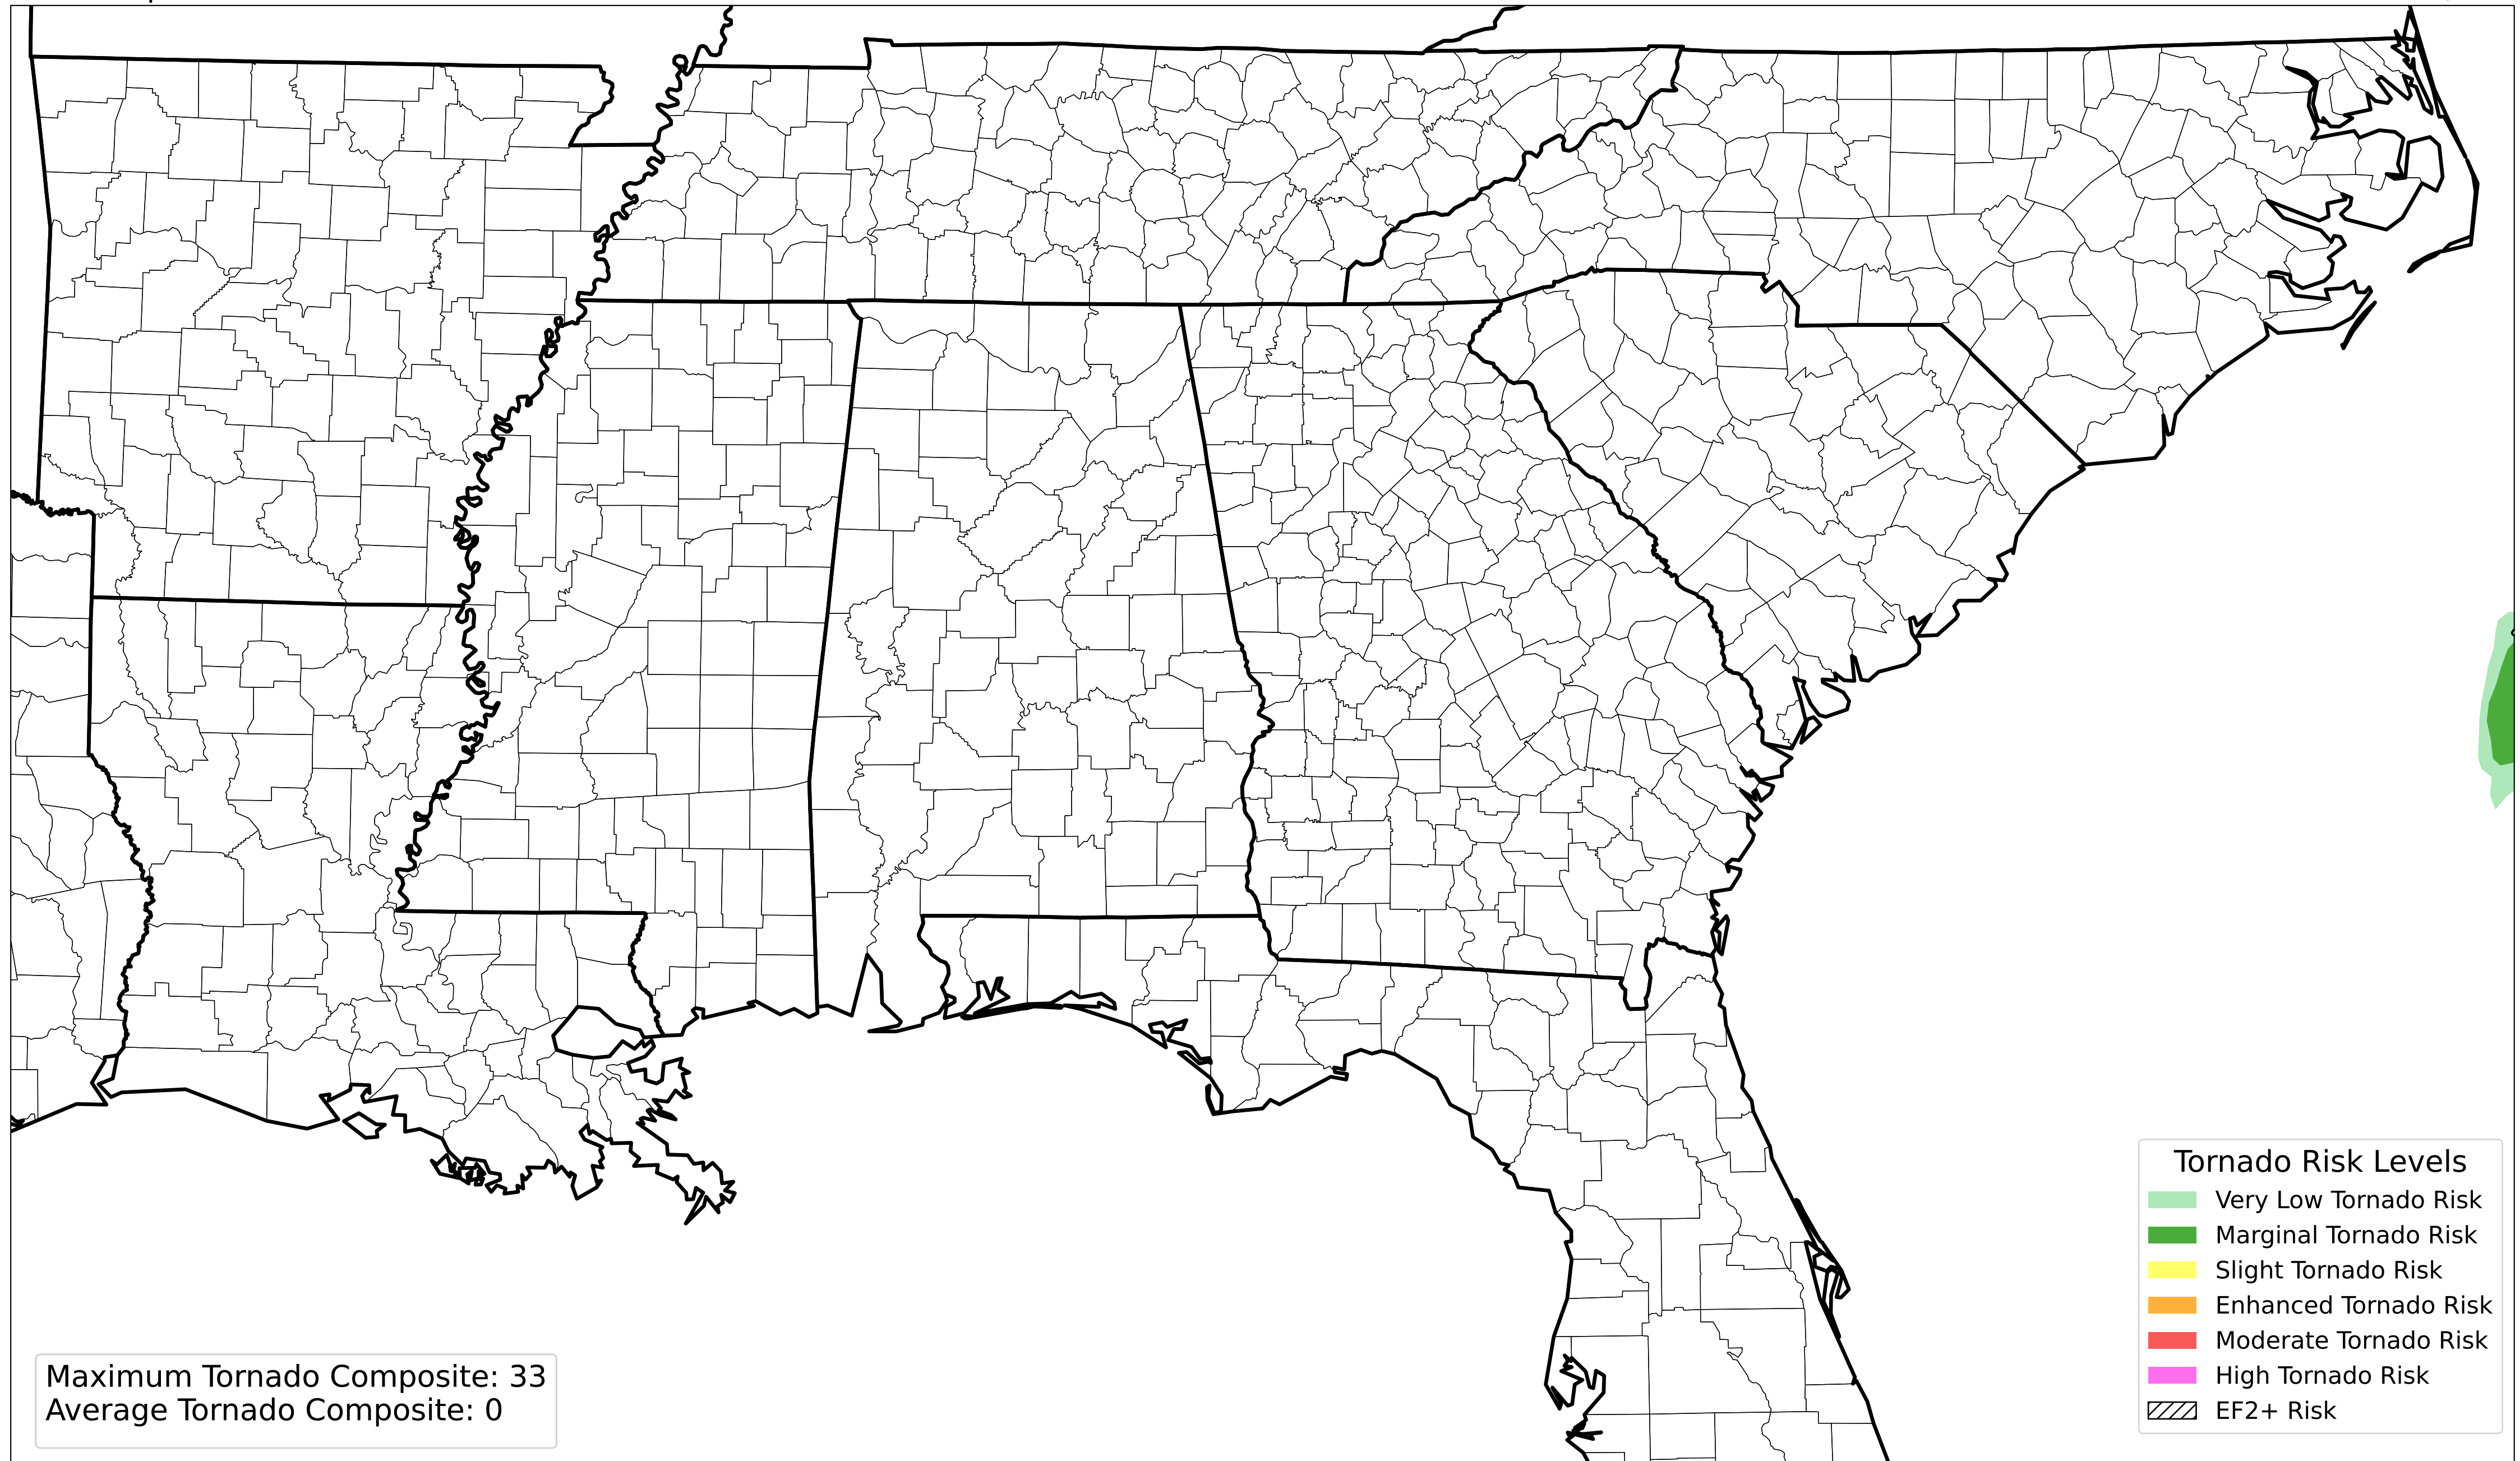 Tornado Risk Levels
Very Low Tornado Risk
Marginal Tornado Risk
Slight Tornado Risk
Enhanced Tornado Risk
Moderate Tornado Risk
High Tornado Risk
EF2+ Risk
Maximum Tornado Composite: 33
Average Tornado Composite: 0